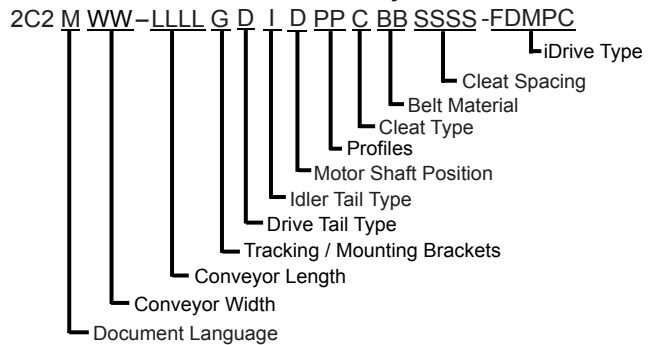 2C2 M WW–LLLL G D I D PP C BB SSSS -FDMPC
iDrive Type
Cleat Spacing
Belt Material
Cleat Type
Profiles
Motor Shaft Position
Idler Tail Type
Drive Tail Type
Tracking / Mounting Brackets
Conveyor Length
Conveyor Width
Document Language